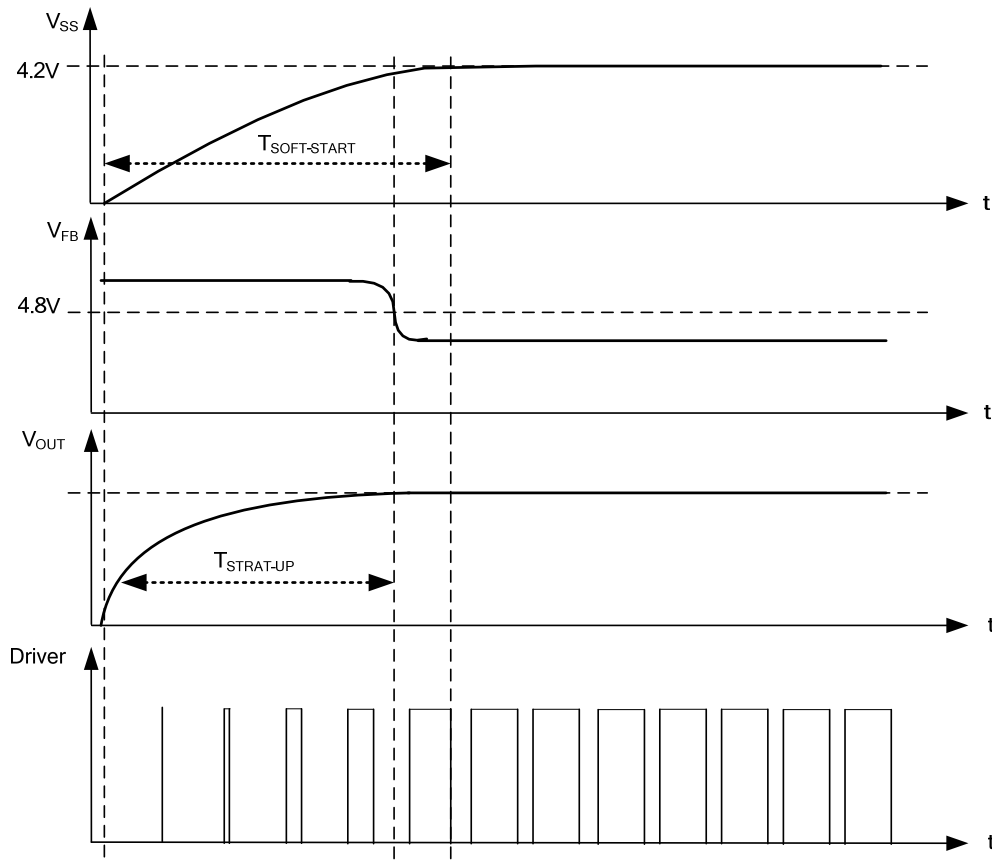 VSS
4.2V
TSOFT-START
t
VFB
4.8V
t
VOUT
TSTRAT-UP
t
Driver
t